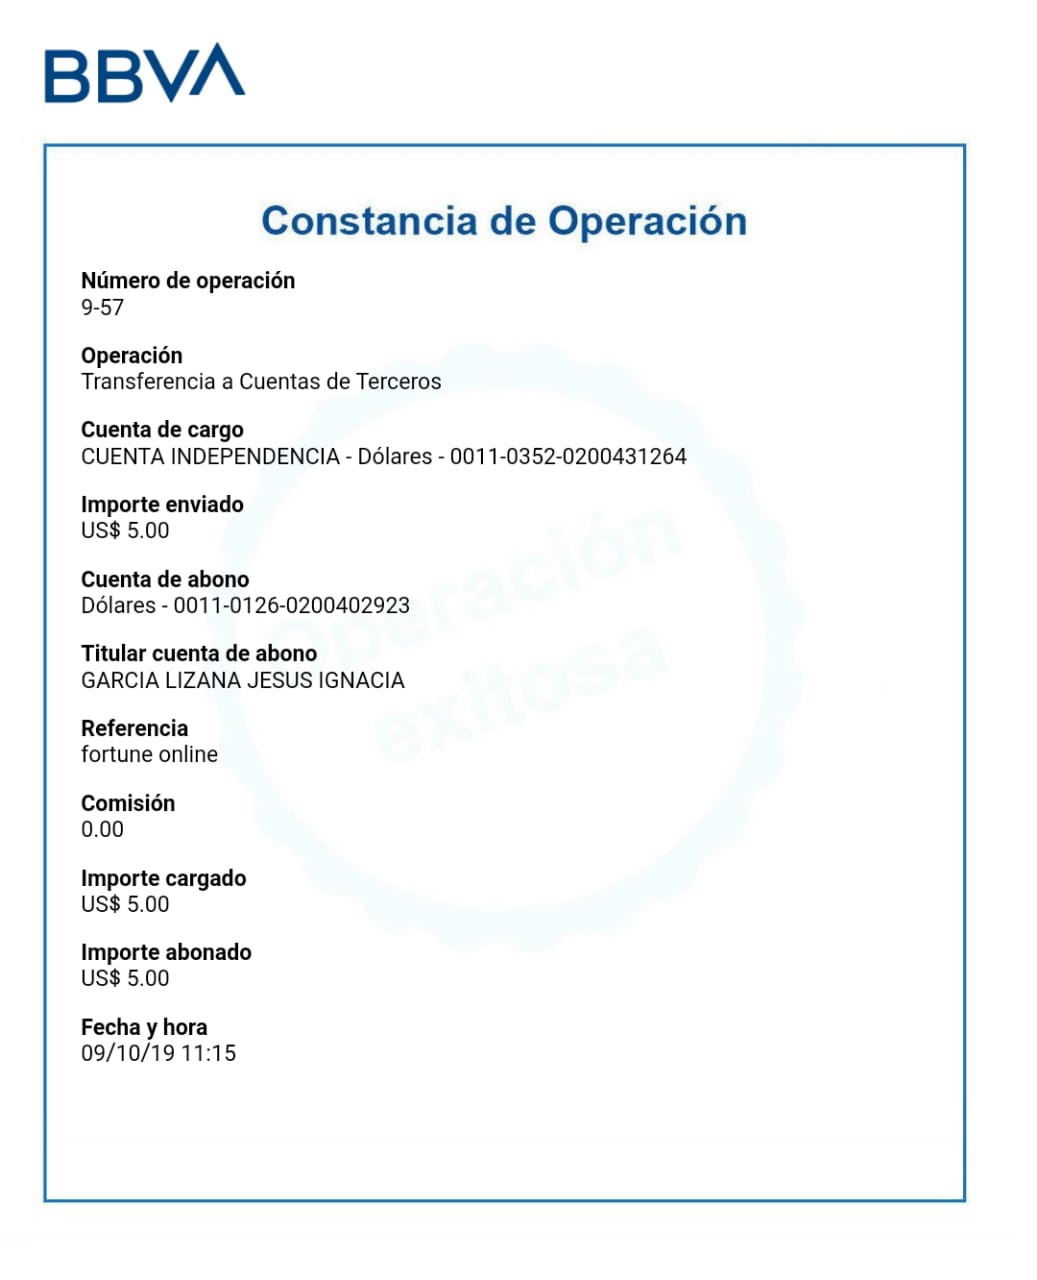 BBVA
Constancia de Operación
Número de operación
9-57
Operación
Transferencia a Cuentas de Terceros
Cuenta de cargo
CUENTA INDEPENDENCIA - Dólares - 0011-0352-0200431264
Importe enviado
US$ 5.00
Cuenta de abono
Dólares - 0011-0126-0200402923
Titular cuenta de abono
GARCIA LIZANA JESUS IGNACIA
Referencia
fortune online
Comisión
0.00
Importe cargado
US$ 5.00
Importe abonado
US$ 5.00
Fecha y hora
09/10/19 11:15
Operación
exitosa